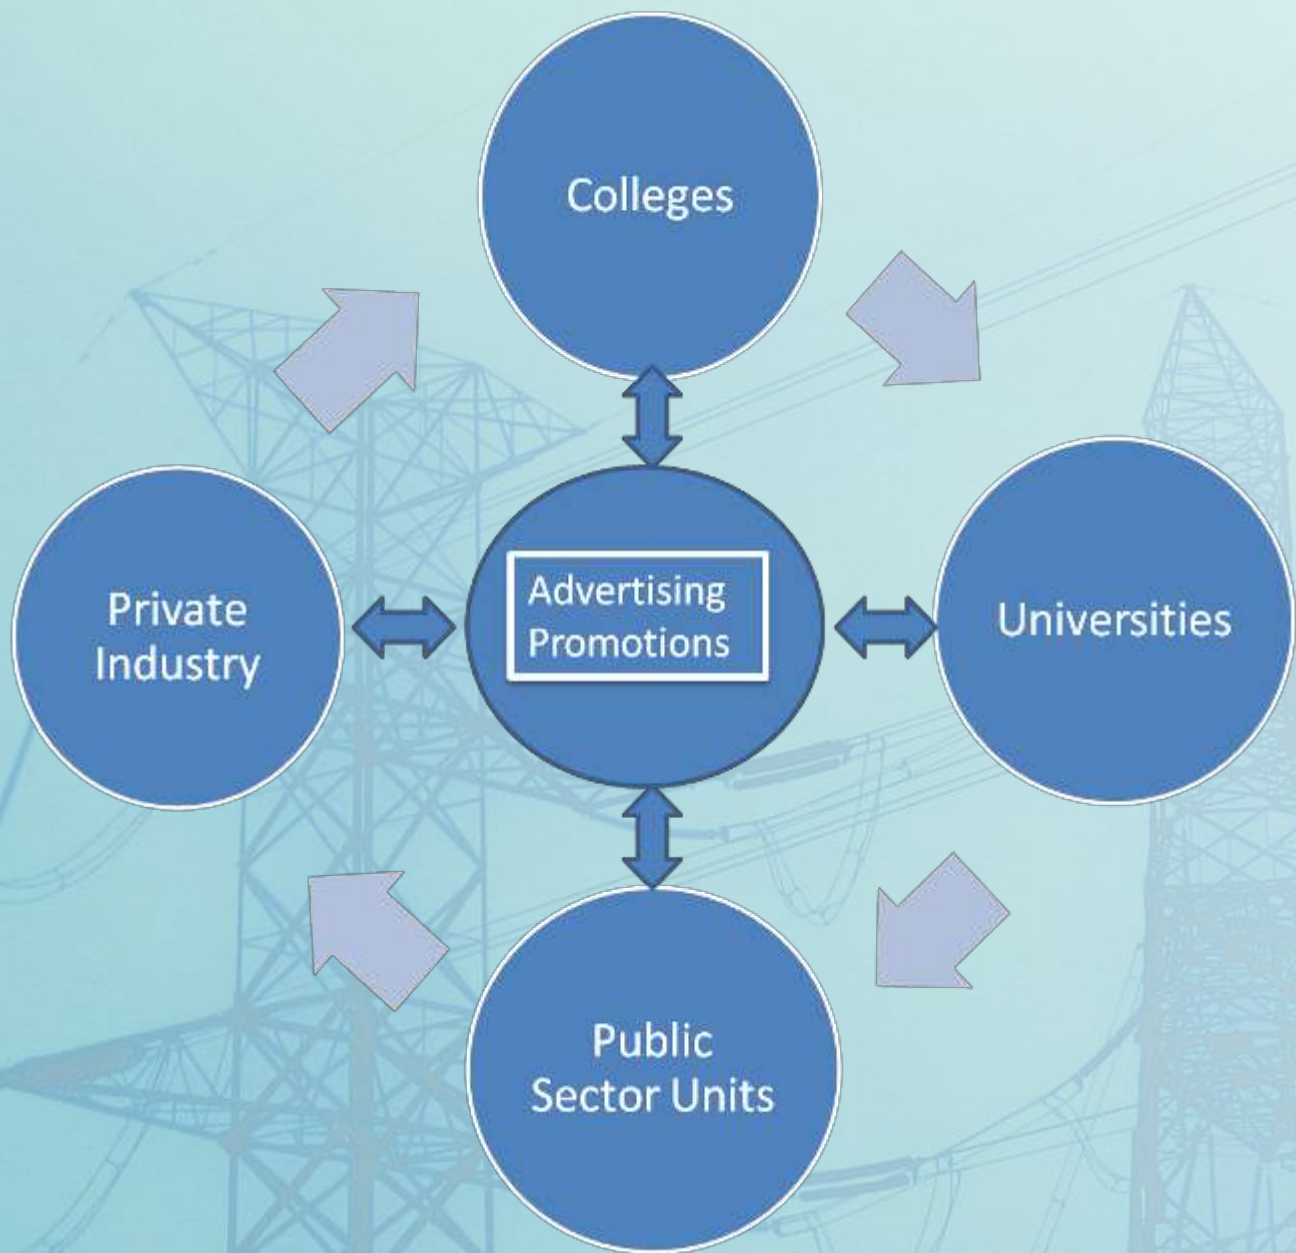 Colleges
Private
Industry
Advertising
Promotions
Universities
Public
Sector Units